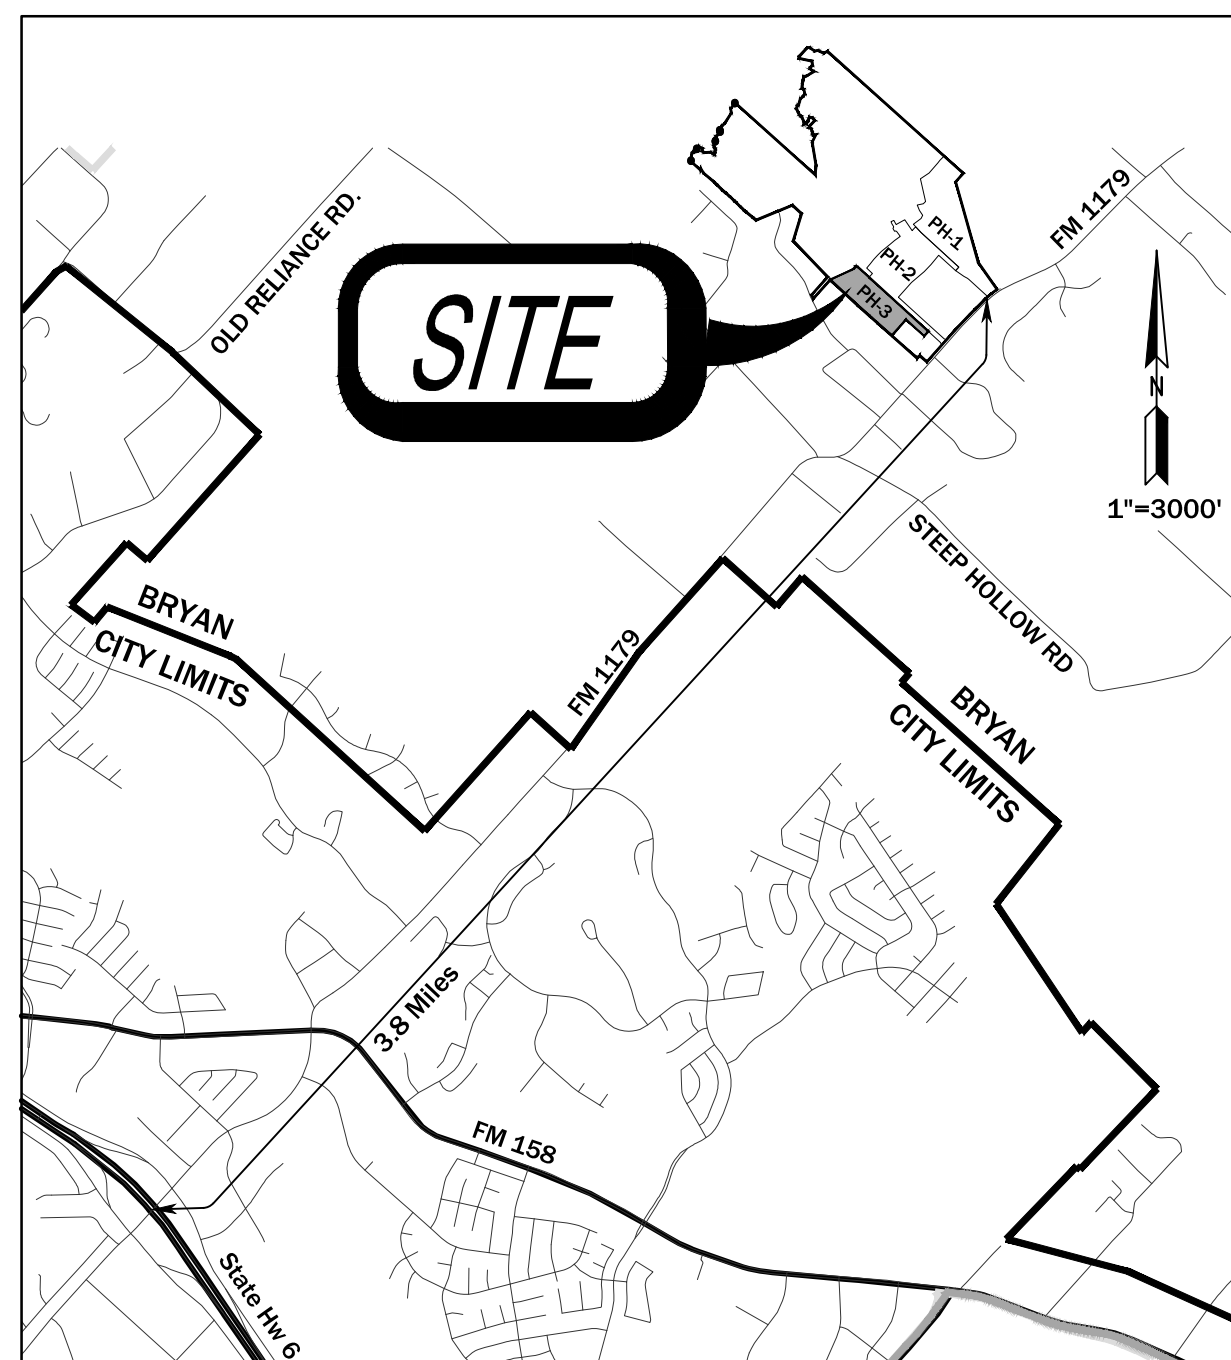 FM 1179
OLD RELIANCE RD.
PH-1
PH-2
PH-3
SITE
N
1"=3000'
STEEP HOLLOW RD
BRYAN
CITY LIMITS
FM 1179
BRYAN
CITY LIMITS
3.8 Miles
FM 158
State Hw 6